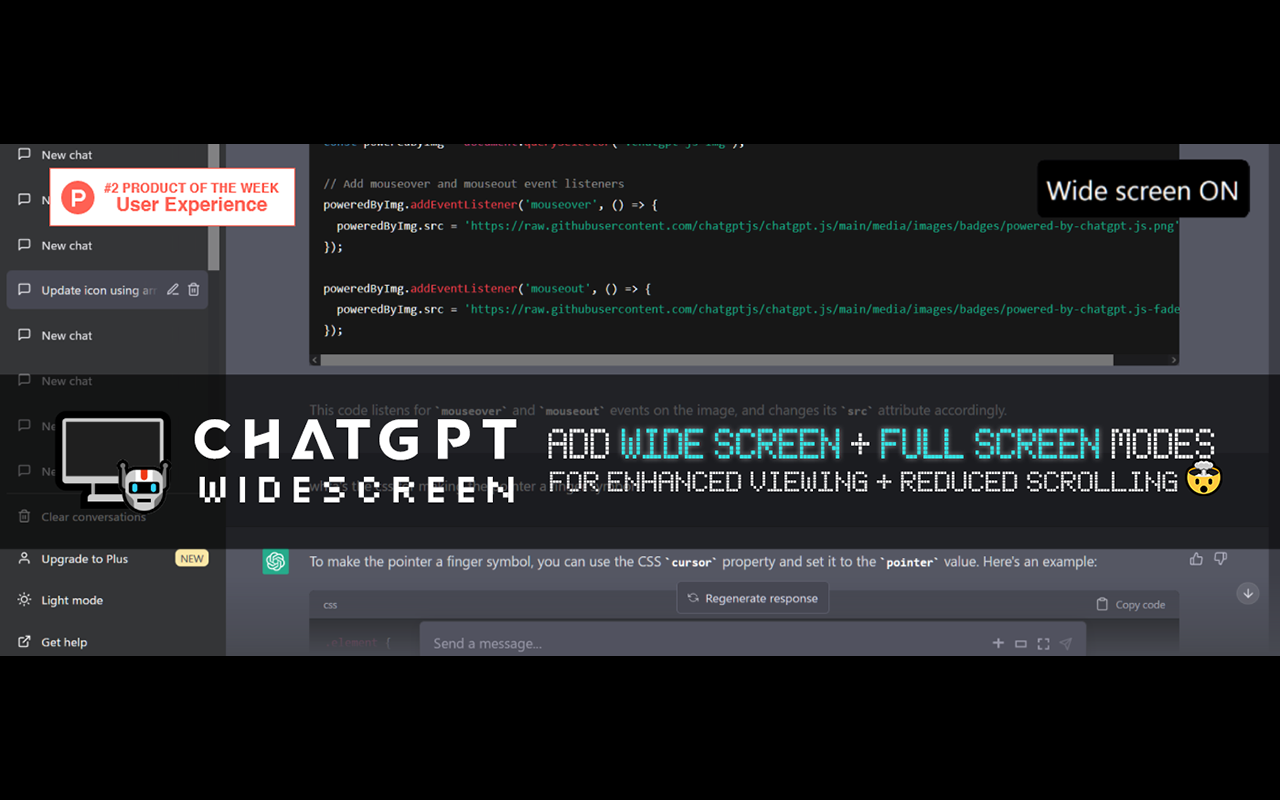 New chat
#2 PRODUCT OF THE WEEK
User Experience
New chat
Update icon using arr
New chat
New chat
Ne
Ne
Clear conversations
Upgrade to Plus
NEW
Light mode
Get help
// Add mouseover and mouseout event listeners
poweredByImg.addEventListener('mouseover', () => {
poweredByImg.src = 'https://raw.githubusercontent.com/chatgptjs/chatgpt.js/main/media/images/badges/powered-by-chatgpt.js.png'
});
poweredByImg.addEventListener('mouseout', () => {
poweredByImg.src = 'https://raw.githubusercontent.com/chatgptjs/chatgpt.js/main/media/images/badges/powered-by-chatgpt.js-fade
});
Wide screen ON
This code listens for `mouseover` and `mouseout` events on the image, and changes its `src` attribute accordingly.
CHATGPT
WIDESCREEN
ADD WIDE SCREEN + FULL SCREEN MODES
FOR ENHANCED VIEWING + REDUCED SCROLLING
To make the pointer a finger symbol, you can use the CSS `cursor` property and set it to the `pointer` value. Here's an example:
Regenerate response
css
Copy code
.element {
Send a message...